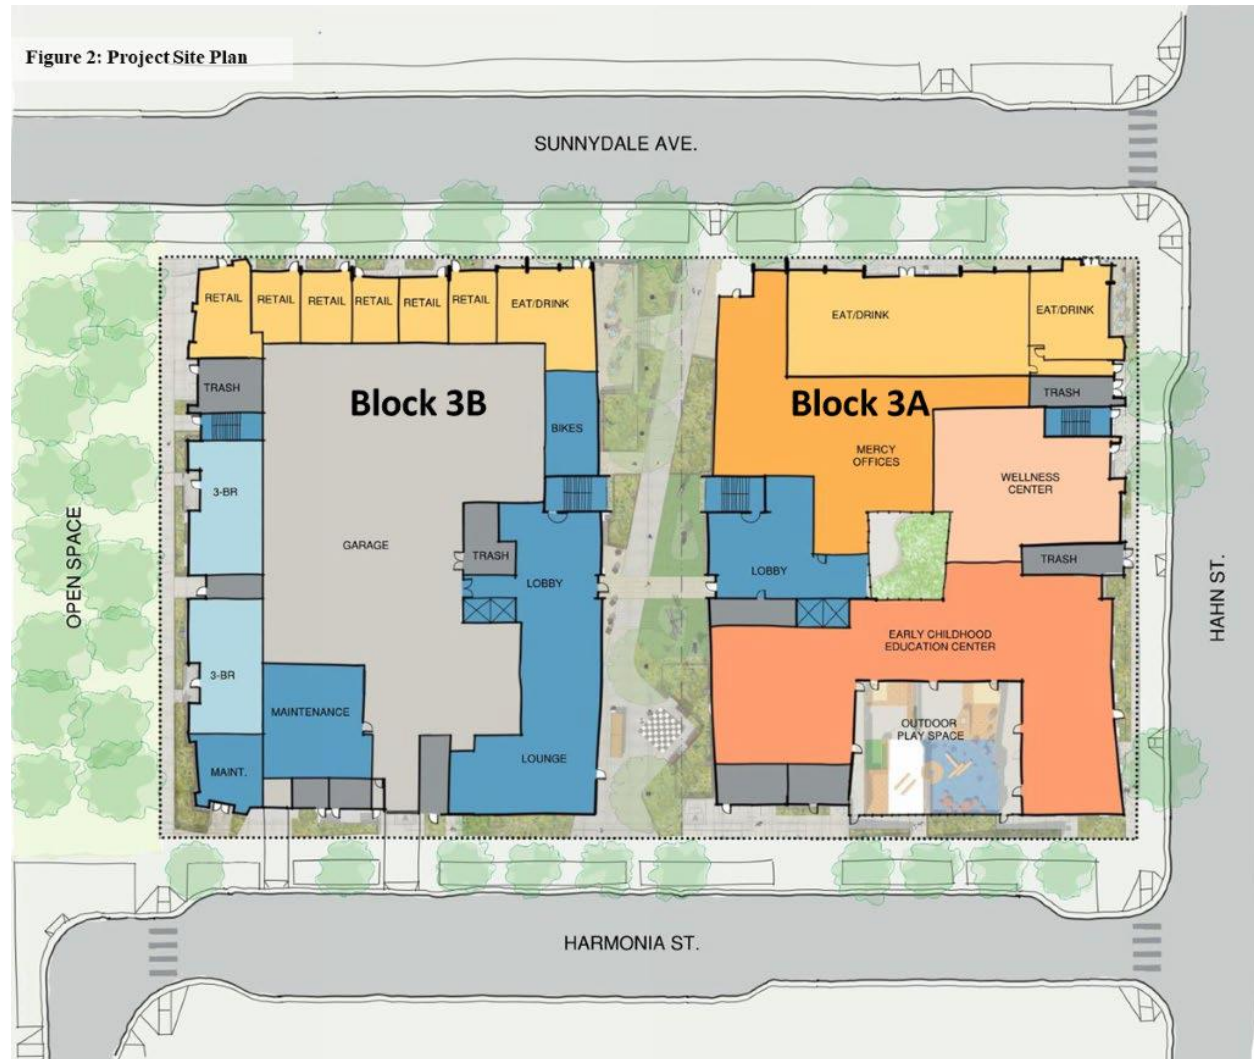 Figure 2: Project Site Plan
SUNNYDALE AVE.
RETAIL
RETAIL
RETAIL
RETAIL
RETAIL
RETAIL
EAT/DRINK
TRASH
Block 3B
BIKES
3-BR
GARAGE
TRASH
LOBBY
3-BR
MAINTENANCE
MAINT.
LOUNGE
EAT/DRINK
EAT/DRINK
Block 3A
TRASH
MERCY
OFFICES
WELLNESS
CENTER
TRASH
LOBBY
EARLY CHILDHOOD
EDUCATION CENTER
OUTDOOR
PLAY SPACE
OPEN SPACE
HAHN ST.
HARMONIA ST.